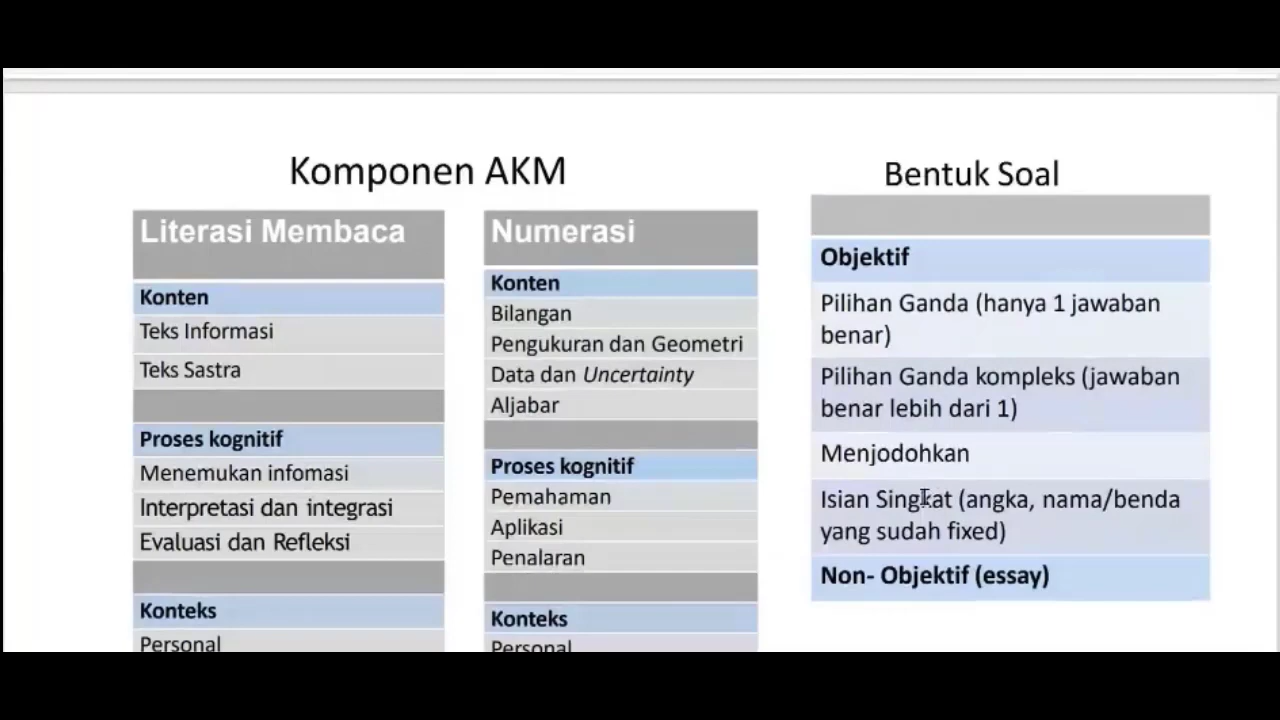 Komponen AKM
Literasi Membaca
Konten
Teks Informasi
Teks Sastra
Proses kognitif
Menemukan infomasi
Interpretasi dan integrasi
Evaluasi dan Refleksi
Konteks
Personal
Numerasi
Konten
Bilangan
Pengukuran dan Geometri
Data dan Uncertainty
Aljabar
Proses kognitif
Pemahaman
Aplikasi
Penalaran
Konteks
Personal
Bentuk Soal
Objektif
Pilihan Ganda (hanya 1 jawaban
benar)
Pilihan Ganda kompleks (jawaban
benar lebih dari 1)
Menjodohkan
Isian Singkat (angka, nama/benda
yang sudah fixed)
Non- Objektif (essay)